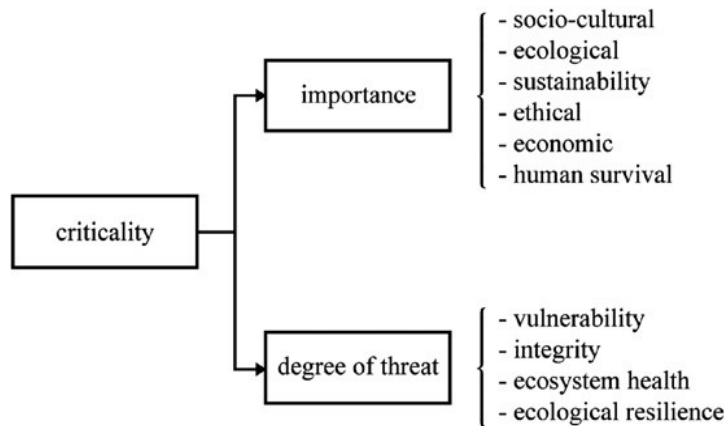 criticality
importance
- socio-cultural
- ecological
- sustainability
- ethical
- economic
- human survival
degree of threat
- vulnerability
- integrity
- ecosystem health
- ecological resilience